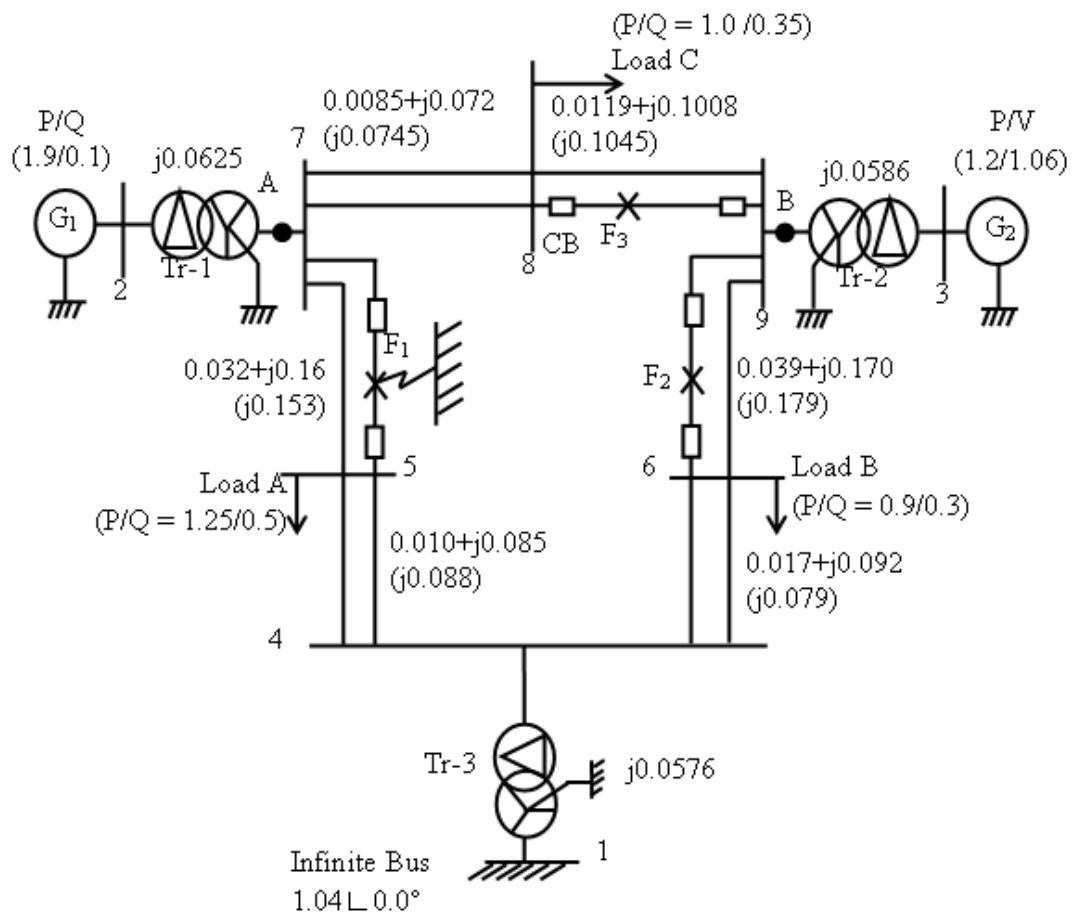 (P/Q = 1.0 /0.35)
Load C
0.0085+j0.072
(j0.0745)
0.0119+j0.1008
(j0.1045)
P/Q
(1.9/0.1)
j0.0625
7
A
P/V
(1.2/1.06)
j0.0586
B
G1
G2
CB
F3
8
Tr-1
2
Tr-2
3
9
F1
0.032+j0.16
(j0.153)
F2
0.039+j0.170
(j0.179)
5
6
Load A
(P/Q = 1.25/0.5)
Load B
(P/Q = 0.9/0.3)
0.010+j0.085
(j0.088)
0.017+j0.092
(j0.079)
4
Tr-3
j0.0576
1
Infinite Bus
1.04∟0.0°